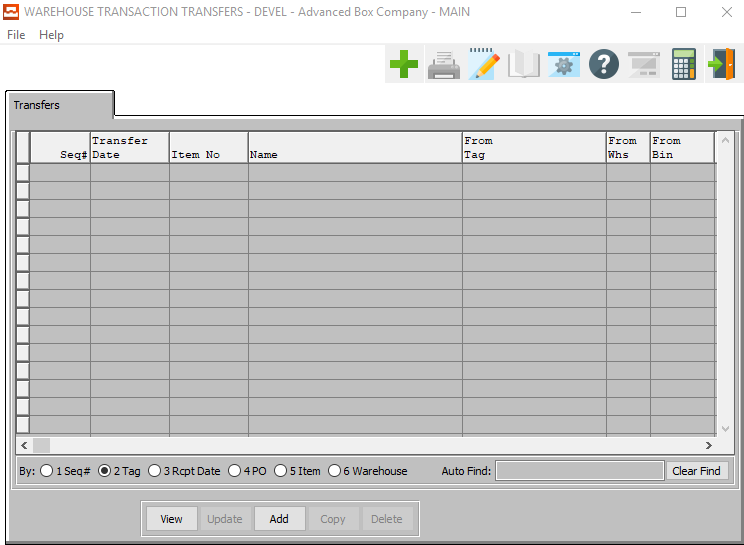 WAREHOUSE TRANSACTION TRANSFERS - DEVEL - Advanced Box Company - MAIN
File Help
Transfers
Transfer From From From
Seq# Date Item No Name Tag Whs Bin
By: 1 Seq# 2 Tag 3 Rcpt Date 4 PO 5 Item 6 Warehouse Auto Find: Clear Find
View Update Add Copy Delete